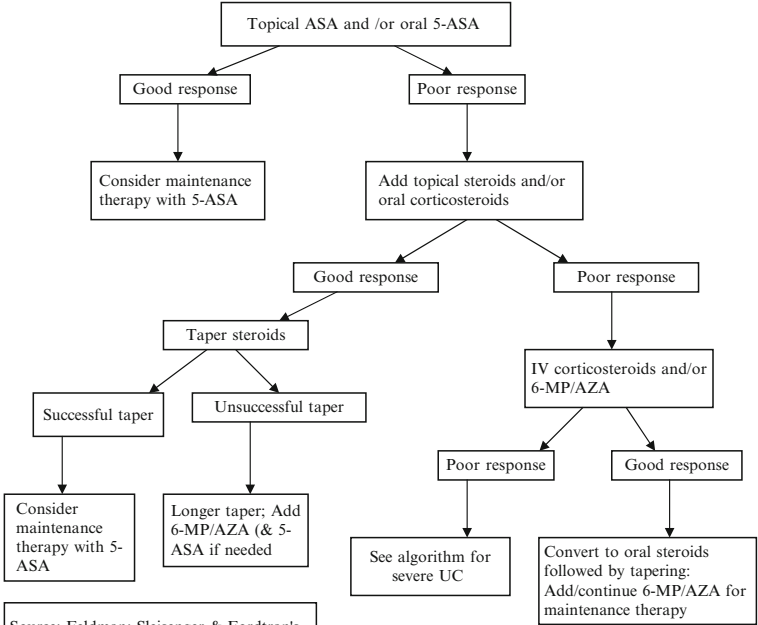 Topical ASA and /or oral 5-ASA
Good response
Poor response
Consider maintenance
therapy with 5-ASA
Add topical steroids and/or
oral corticosteroids
Good response
Poor response
Taper steroids
IV corticosteroids and/or
6-MP/AZA
Successful taper
Unsuccessful taper
Poor response
Good response
Consider
maintenance
therapy with 5-
ASA
Longer taper; Add
6-MP/AZA (& 5-
ASA if needed
See algorithm for
severe UC
Convert to oral steroids
followed by tapering:
Add/continue 6-MP/AZA for
maintenance therapy
Source: Feldman: Sleisenger & Fordtran's